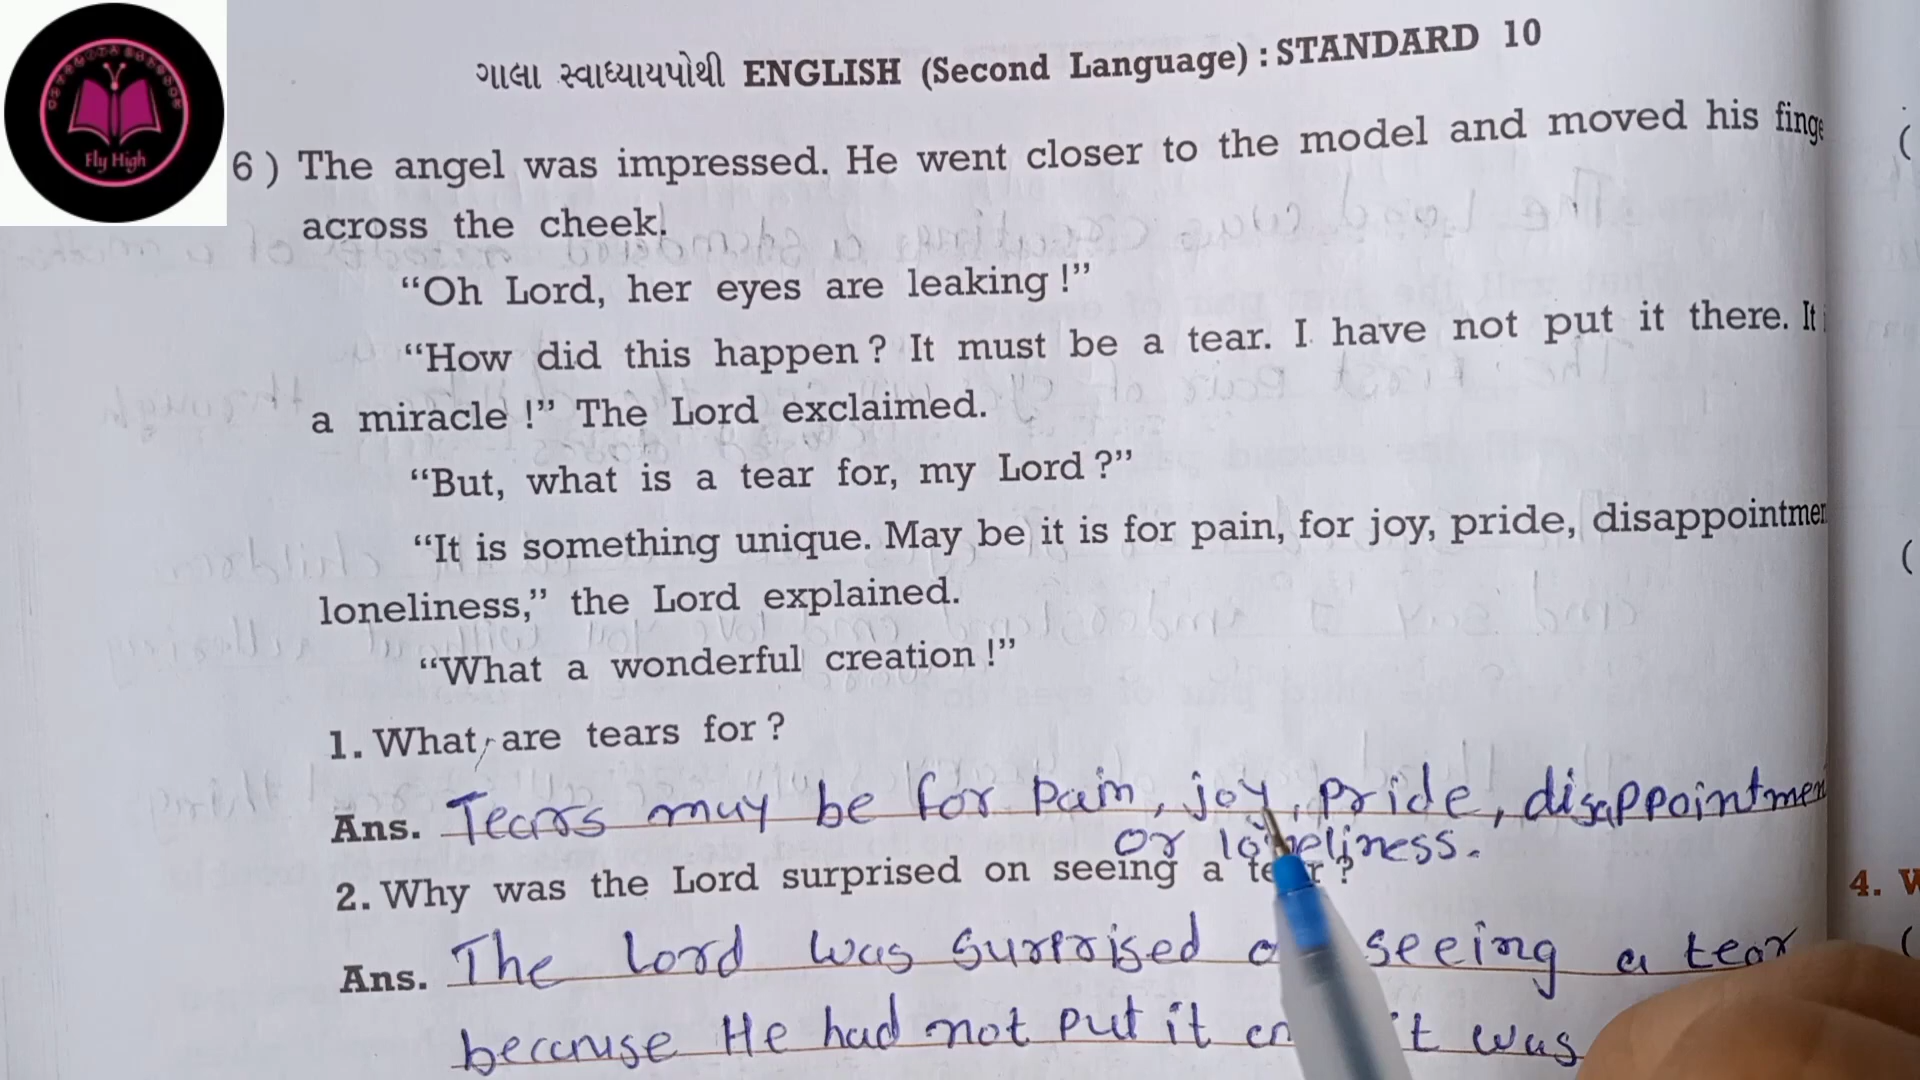 Fly High
ગાલા સ્વાધ્યાયપોથી ENGLISH (Second Language) : STANDARD 10
6 ) The angel was impressed. He went closer to the model and moved his finge
across the cheek.
“Oh Lord, her eyes are leaking !”
“How did this happen ? It must be a tear. I have not put it there. It
a miracle !” The Lord exclaimed.
“But, what is a tear for, my Lord ?”
“It is something unique. May be it is for pain, for joy, pride, disappointmen
loneliness,” the Lord explained.
“What a wonderful creation !”
1. What are tears for ?
Ans. Tears may be for pain, joy, pride, disappointmen
or loneliness.
2. Why was the Lord surprised on seeing a tear ?
4. W
Ans. The Lord was surprised seeing a tear
because He had not put it it was